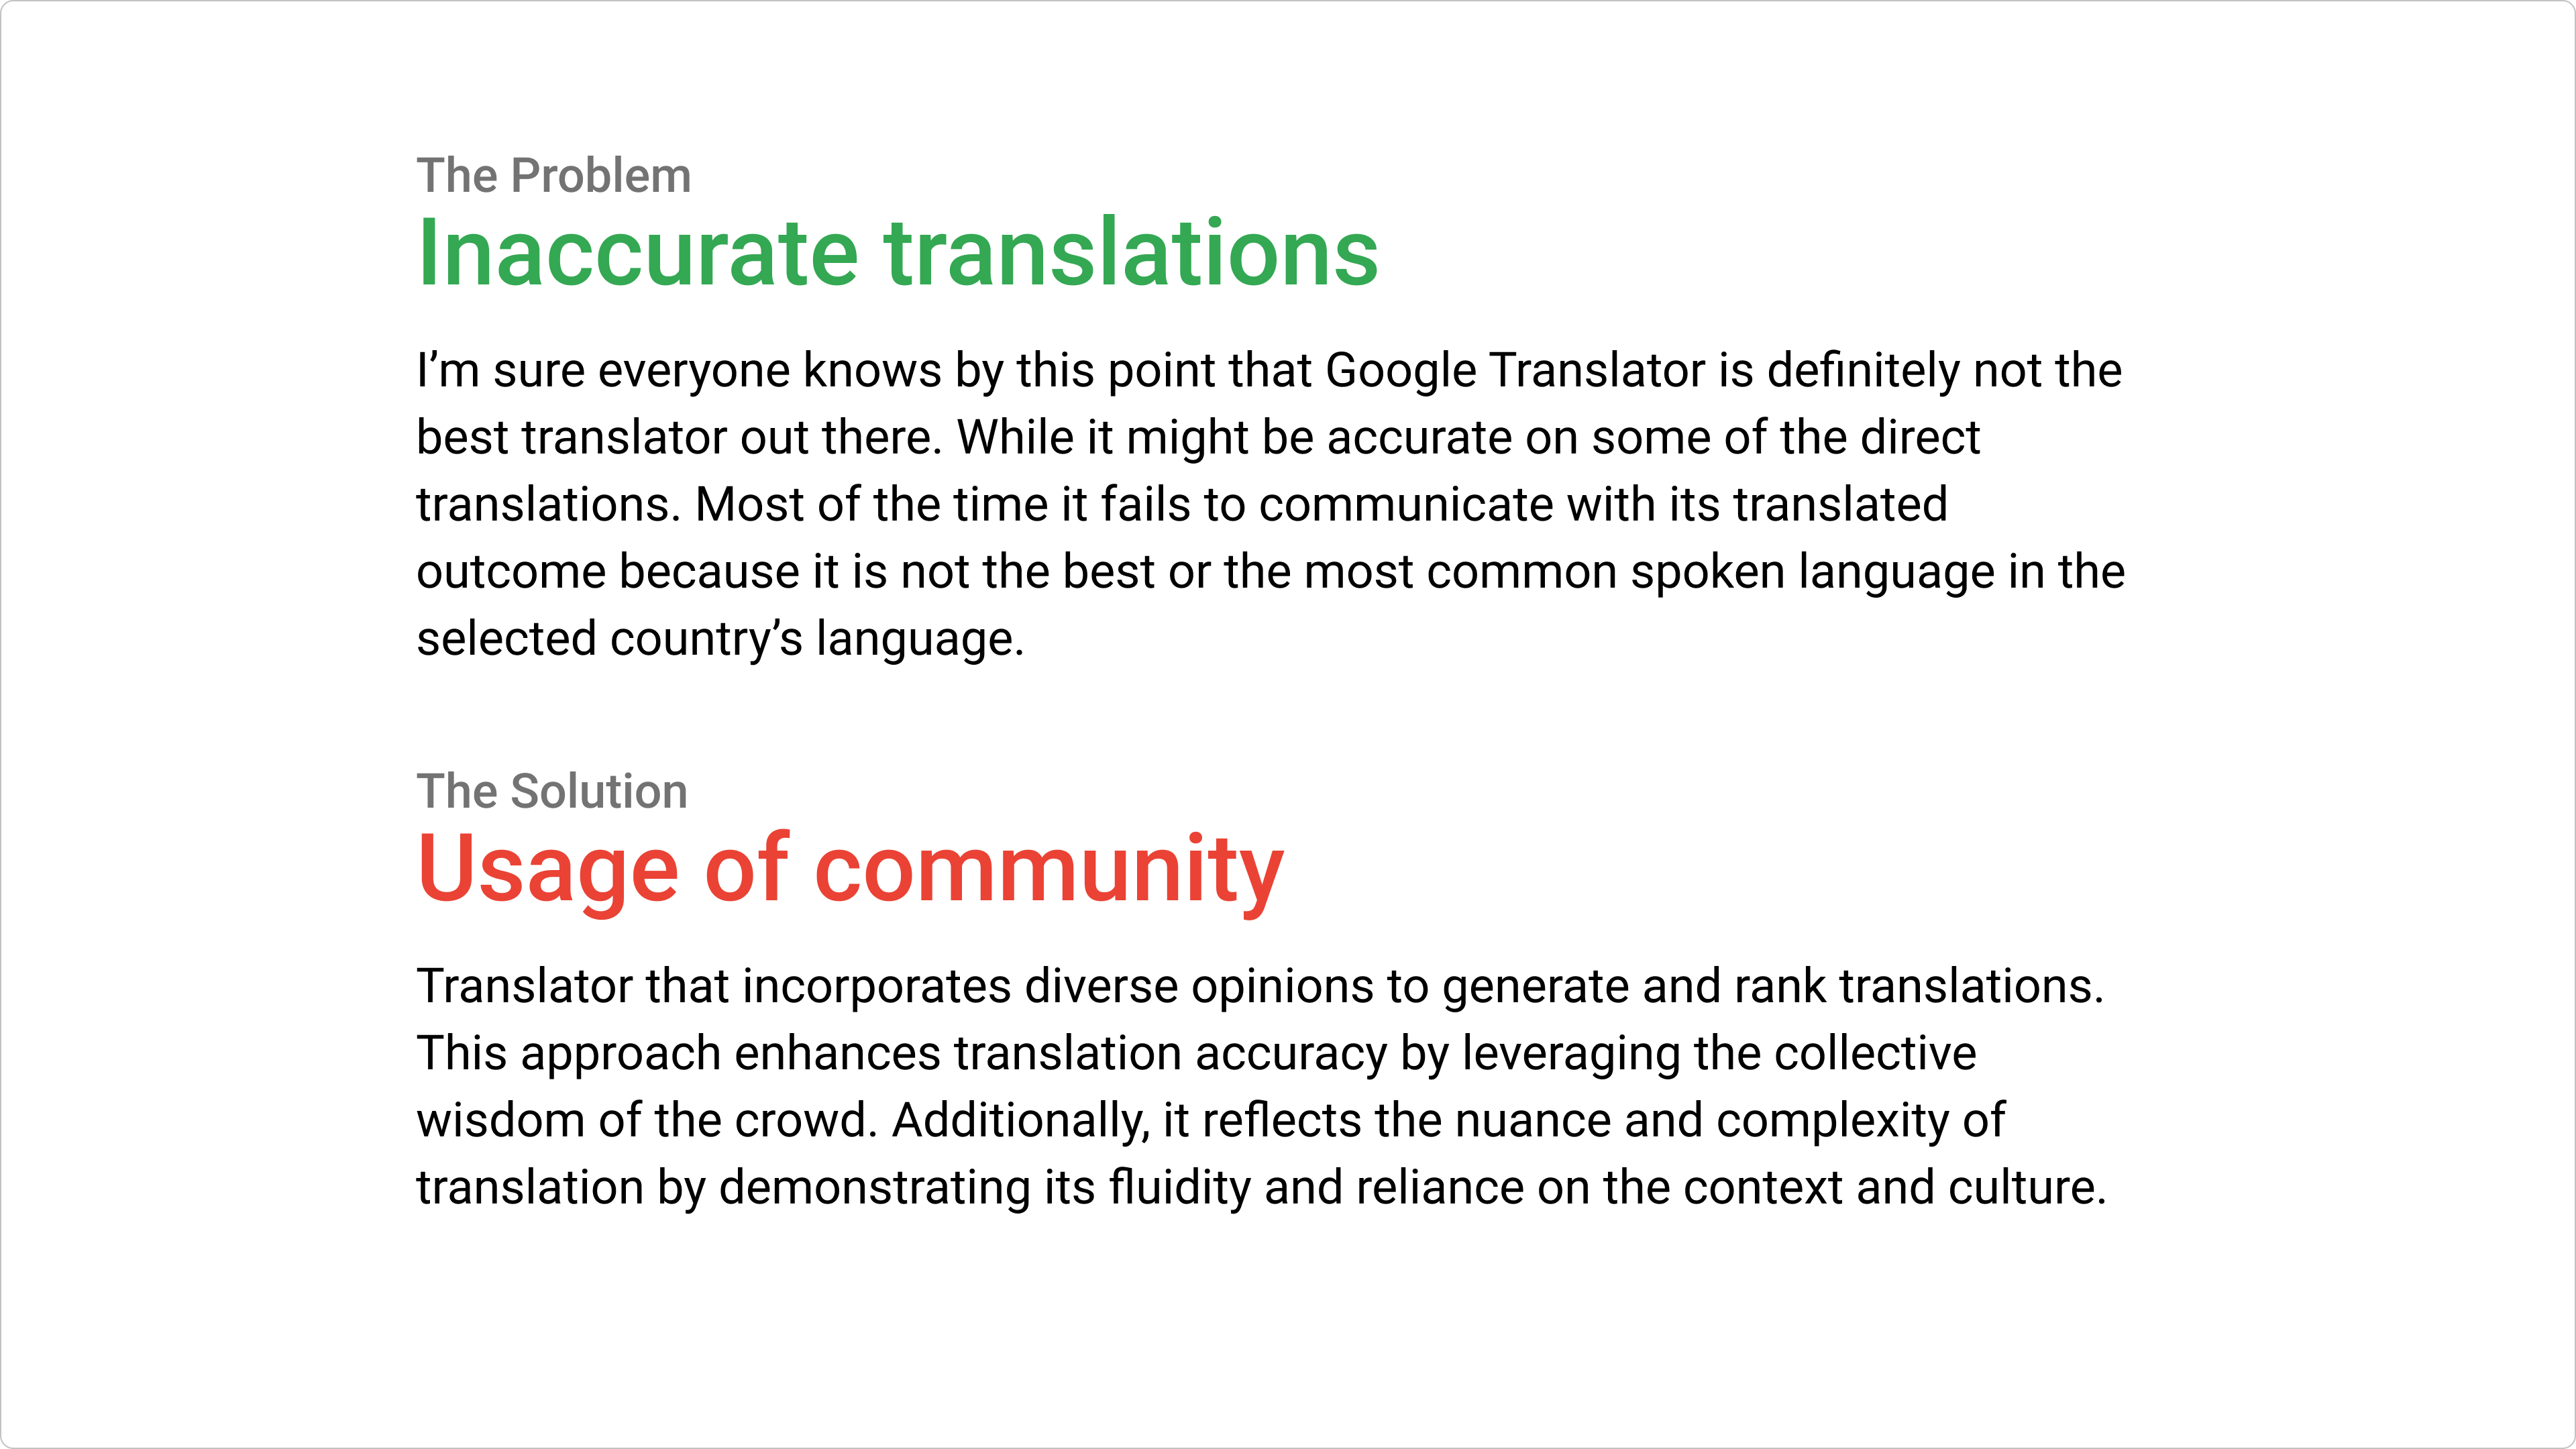 The Problem
Inaccurate translations
I’m sure everyone knows by this point that Google Translator is definitely not the
best translator out there. While it might be accurate on some of the direct
translations. Most of the time it fails to communicate with its translated
outcome because it is not the best or the most common spoken language in the
selected country’s language.
The Solution
Usage of community
Translator that incorporates diverse opinions to generate and rank translations.
This approach enhances translation accuracy by leveraging the collective
wisdom of the crowd. Additionally, it reflects the nuance and complexity of
translation by demonstrating its fluidity and reliance on the context and culture.